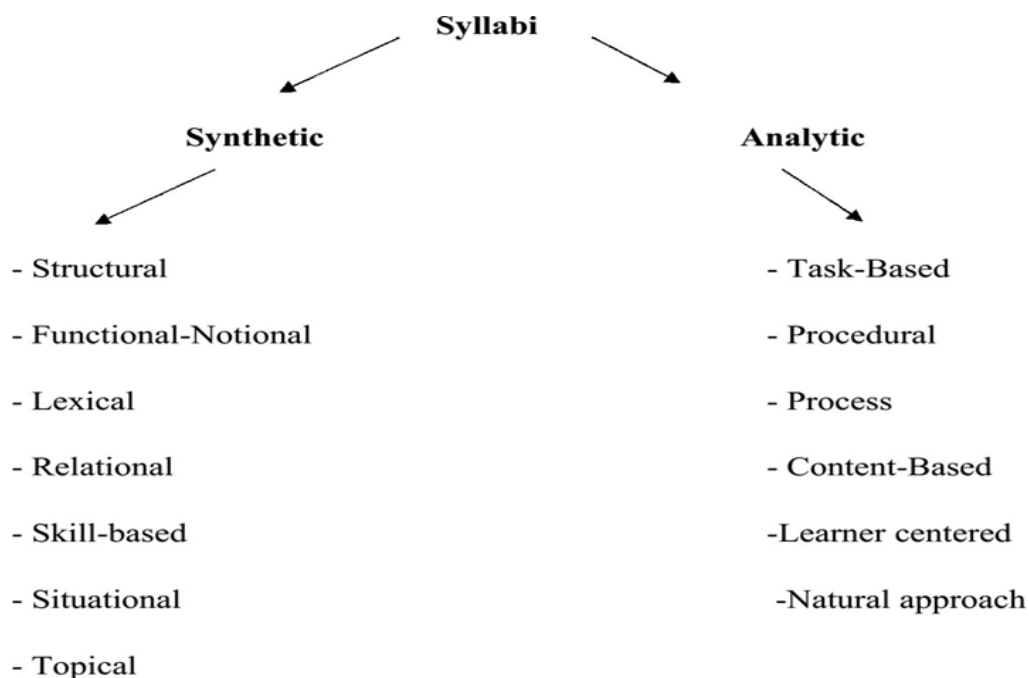 Syllabi
Synthetic
Analytic
- Structural
- Functional-Notional
- Lexical
- Relational
- Skill-based
- Situational
- Topical
- Task-Based
- Procedural
- Process
- Content-Based
-Learner centered
-Natural approach